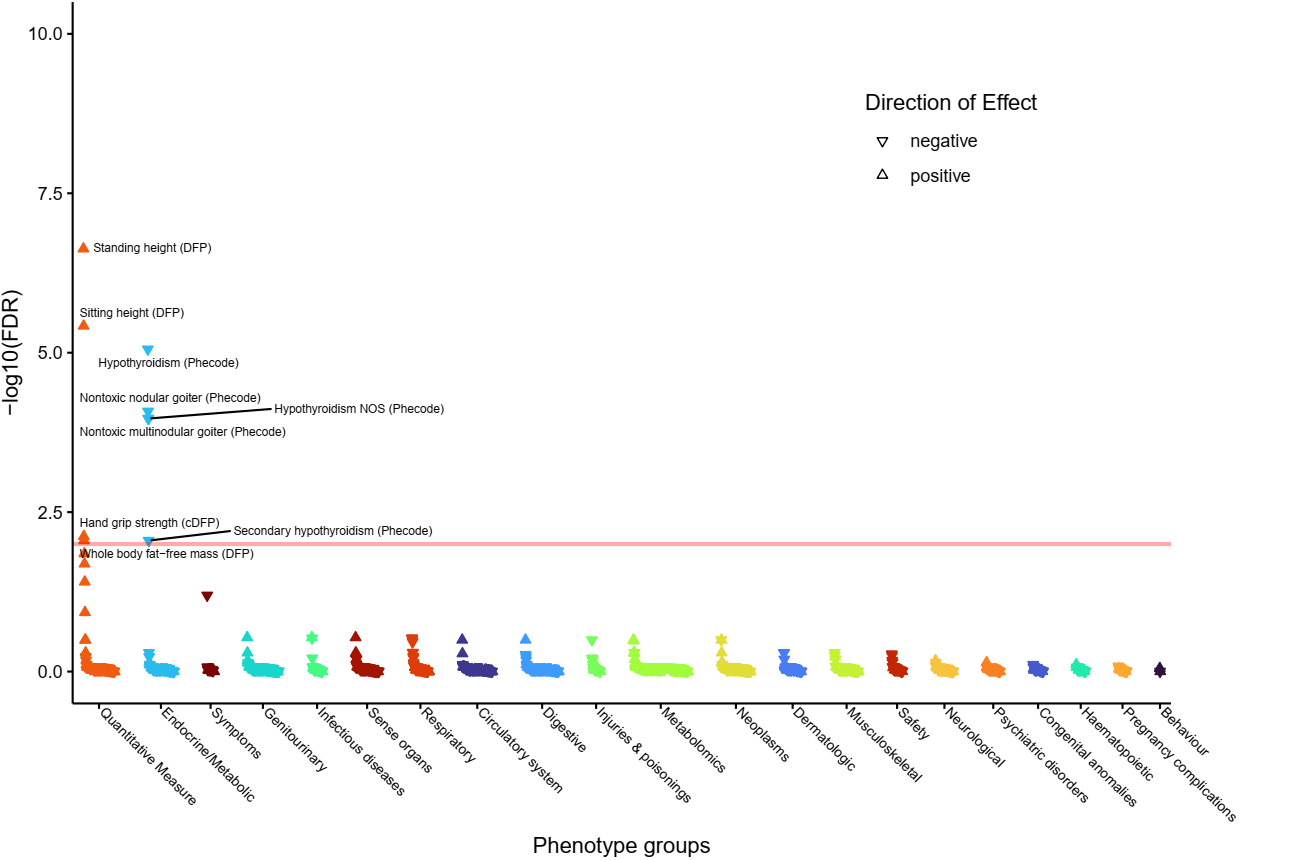 10.0
7.5
5.0
2.5
0.0
−log10(FDR)
Direction of Effect
negative
positive
Standing height (DFP)
Sitting height (DFP)
Hypothyroidism (Phecode)
Nontoxic nodular goiter (Phecode)
Hypothyroidism NOS (Phecode)
Nontoxic multinodular goiter (Phecode)
Hand grip strength (cDFP)
Secondary hypothyroidism (Phecode)
Whole body fat−free mass (DFP)
Quantitative Measure
Endocrine/Metabolic
Symptoms
Genitourinary
Infectious diseases
Sense organs
Respiratory
Circulatory system
Digestive
Injuries & poisonings
Metabolomics
Neoplasms
Dermatologic
Musculoskeletal
Safety
Neurological
Psychiatric disorders
Congenital anomalies
Haematopoietic
Pregnancy complications
Behaviour
Phenotype groups